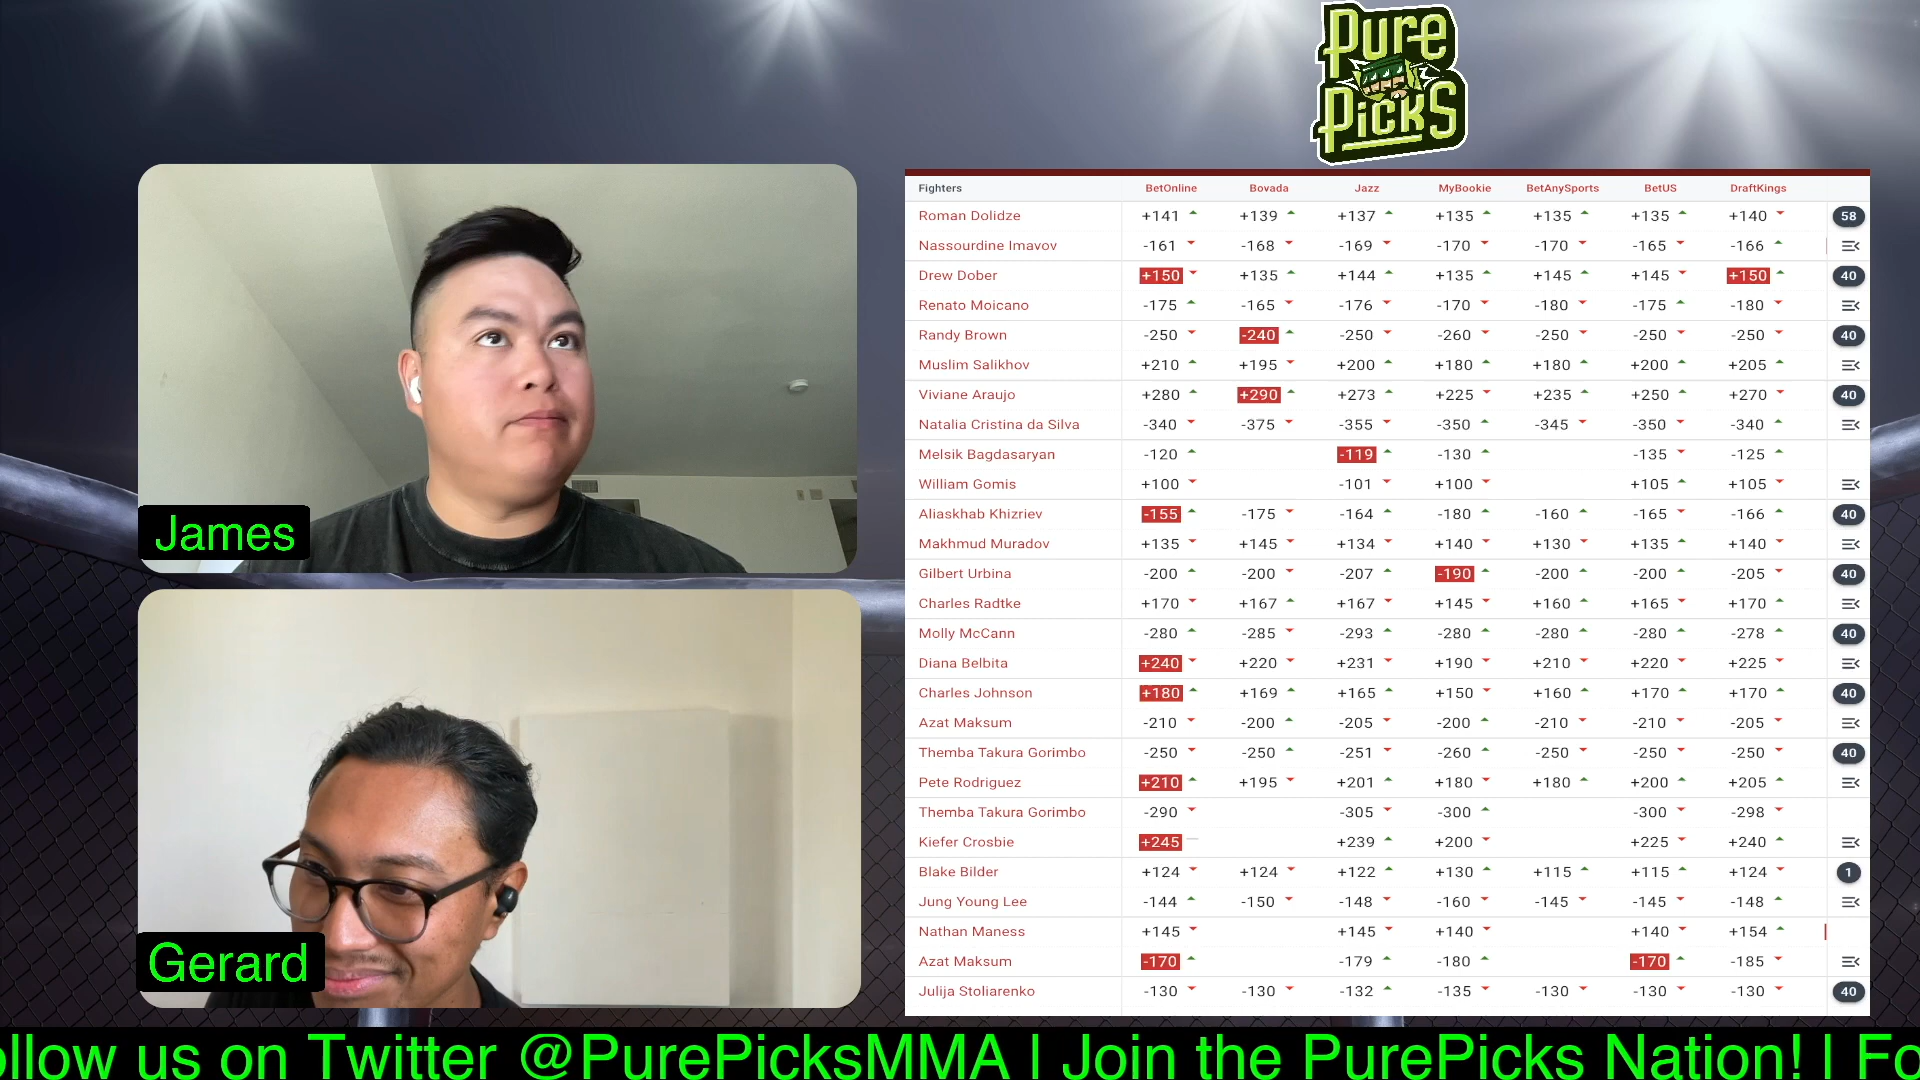 Pure
Picks
James
Gerard
Fighters BetOnline Bovada Jazz MyBookie BetAnySports BetUS DraftKings
Roman Dolidze +141 +139 +137 +135 +135 +135 +140 58
Nassourdine Imavov -161 -168 -169 -170 -170 -165 -166
Drew Dober +150 +135 +144 +135 +145 +145 +150 40
Renato Moicano -175 -165 -176 -170 -180 -175 -180
Randy Brown -250 -240 -250 -260 -250 -250 -250 40
Muslim Salikhov +210 +195 +200 +180 +180 +200 +205
Viviane Araujo +280 +290 +273 +225 +235 +250 +270 40
Natalia Cristina da Silva -340 -375 -355 -350 -345 -350 -340
Melsik Bagdasaryan -120 -119 -130 -135 -125
William Gomis +100 -101 +100 +105 +105
Aliaskhab Khizriev -155 -175 -164 -180 -160 -165 -166 40
Makhmud Muradov +135 +145 +134 +140 +130 +135 +140
Gilbert Urbina -200 -200 -207 -190 -200 -200 -205 40
Charles Radtke +170 +167 +167 +145 +160 +165 +170
Molly McCann -280 -285 -293 -280 -280 -280 -278 40
Diana Belbita +240 +220 +231 +190 +210 +220 +225
Charles Johnson +180 +169 +165 +150 +160 +170 +170 40
Azat Maksum -210 -200 -205 -200 -210 -210 -205
Themba Takura Gorimbo -250 -250 -251 -260 -250 -250 -250 40
Pete Rodriguez +210 +195 +201 +180 +180 +200 +205
Themba Takura Gorimbo -290 -305 -300 -300 -298
Kiefer Crosbie +245 +239 +200 +225 +240
Blake Bilder +124 +124 +122 +130 +115 +115 +124 1
Jung Young Lee -144 -150 -148 -160 -145 -145 -148
Nathan Maness +145 +145 +140 +140 +154
Azat Maksum -170 -179 -180 -170 -185
Julija Stoliarenko -130 -130 -132 -135 -130 -130 -130 40
ollow us on Twitter @PurePicksMMA | Join the PurePicks Nation! | Fo